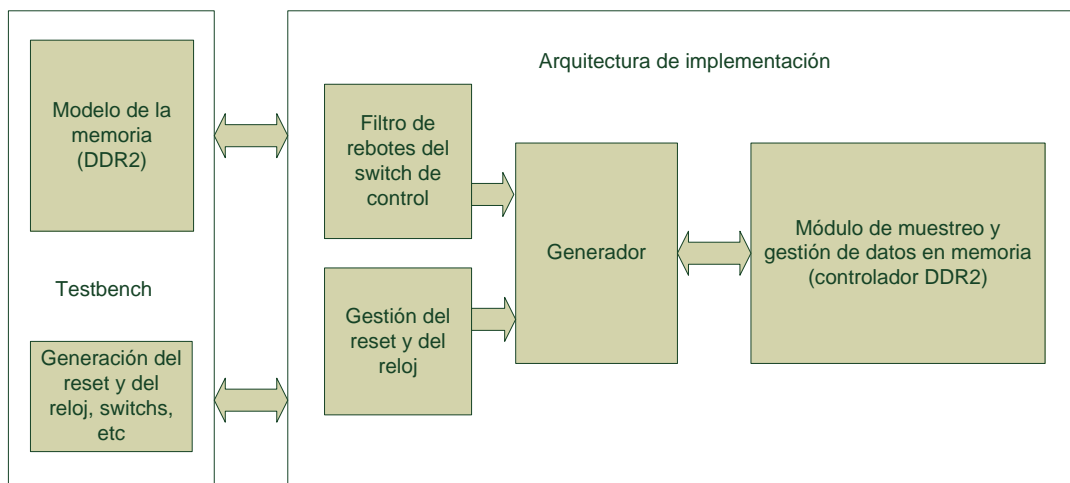 Modelo de la
memoria
(DDR2)
Testbench
Generación del
reset y del
reloj, switchs,
etc
Arquitectura de implementación
Filtro de
rebotes del
switch de
control
Gestión del
reset y del
reloj
Generador
Módulo de muestreo y
gestión de datos en memoria
(controlador DDR2)